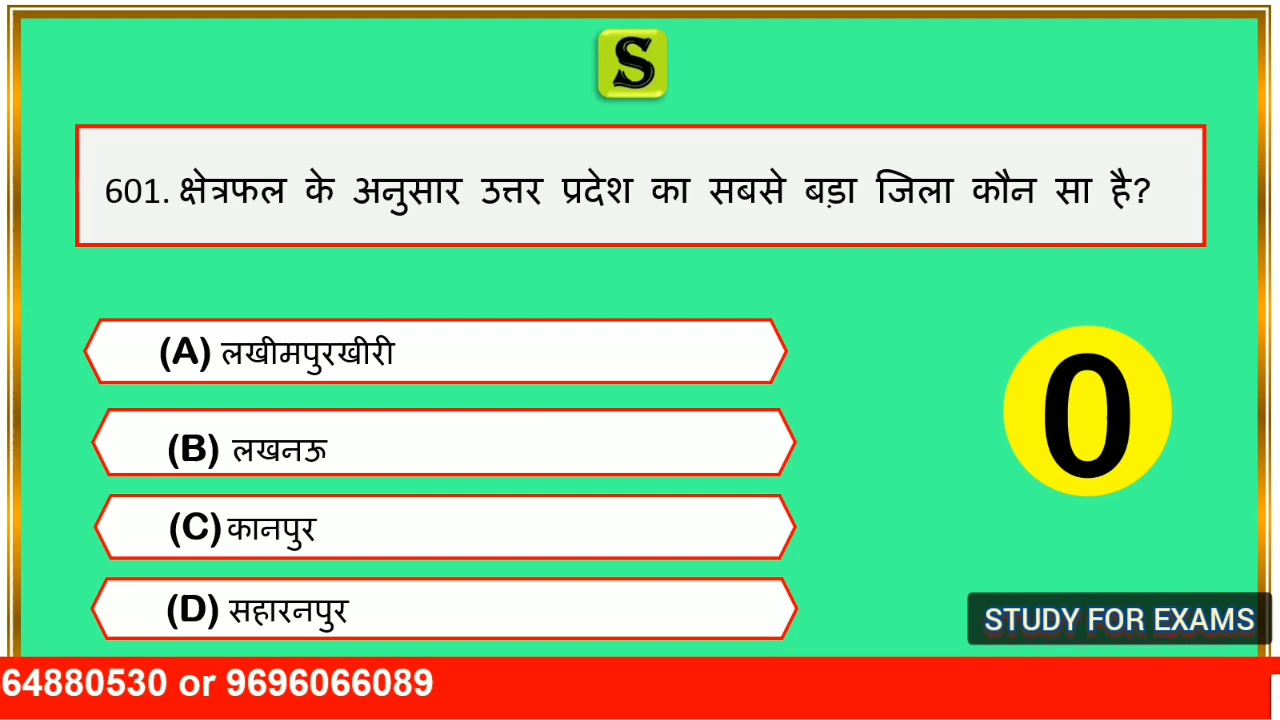 S
601. क्षेत्रफल के अनुसार उत्तर प्रदेश का सबसे बड़ा जिला कौन सा है?
(A) लखीमपुरखीरी
(B) लखनऊ
(C) कानपुर
(D) सहारनपुर
0
STUDY FOR EXAMS
64880530 or 9696066089